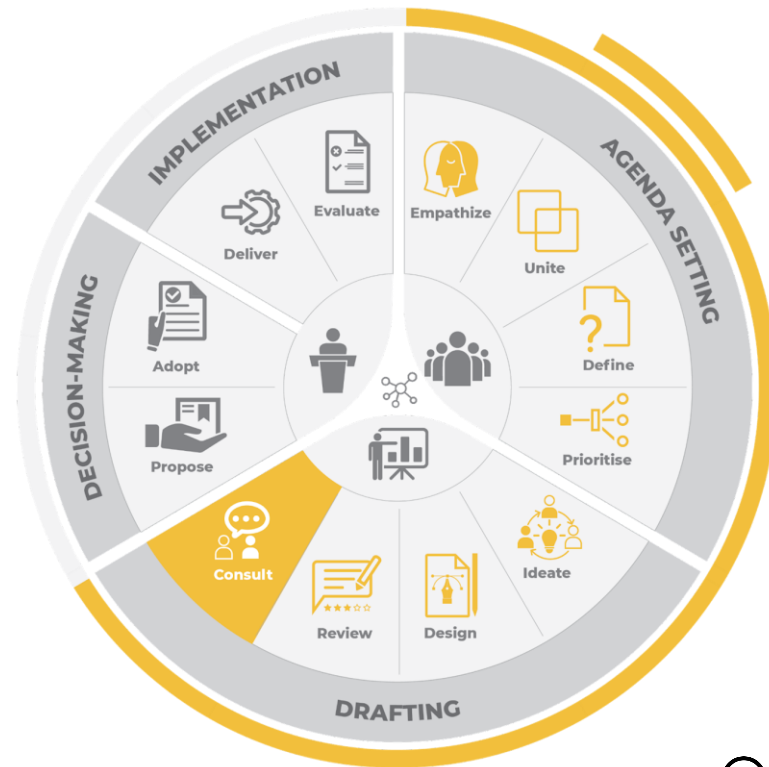 IMPLEMENTATION
AGENDA SETTING
DECISION-MAKING
DRAFTING
Empathize
Unite
Define
Prioritise
Ideate
Design
Review
Consult
Propose
Adopt
Deliver
Evaluate
?